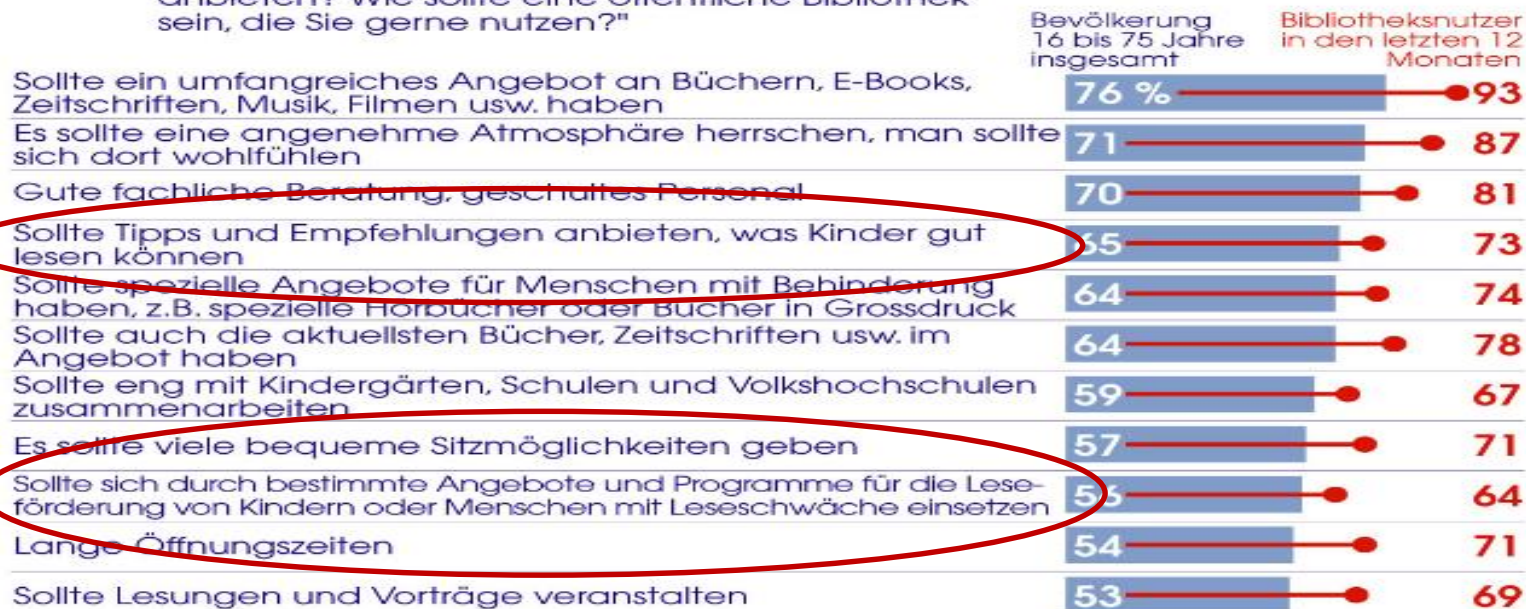 anbieten? Wie sollte eine öffentliche Bibliothek
sein, die Sie gerne nutzen?"
Bevölkerung
16 bis 75 Jahre
insgesamt
Bibliotheksnutzer
in den letzten 12
Monaten
Sollte ein umfangreiches Angebot an Büchern, E-Books,
Zeitschriften, Musik, Filmen usw. haben
76 % 93
Es sollte eine angenehme Atmosphäre herrschen, man sollte
sich dort wohlfühlen
71 87
Gute fachliche Beratung, geschultes Personal
70 81
Sollte Tipps und Empfehlungen anbieten, was Kinder gut
lesen können
65 73
Sollte spezielle Angebote für Menschen mit Behinderung
haben, z.B. spezielle Hörbücher oder Bücher in Grossdruck
64 74
Sollte auch die aktuellsten Bücher, Zeitschriften usw. im
Angebot haben
64 78
Sollte eng mit Kindergärten, Schulen und Volkshochschulen
zusammenarbeiten
59 67
Es sollte viele bequeme Sitzmöglichkeiten geben
57 71
Sollte sich durch bestimmte Angebote und Programme für die Lese-
förderung von Kindern oder Menschen mit Leseschwäche einsetzen
56 64
Lange Öffnungszeiten
54 71
Sollte Lesungen und Vorträge veranstalten
53 69